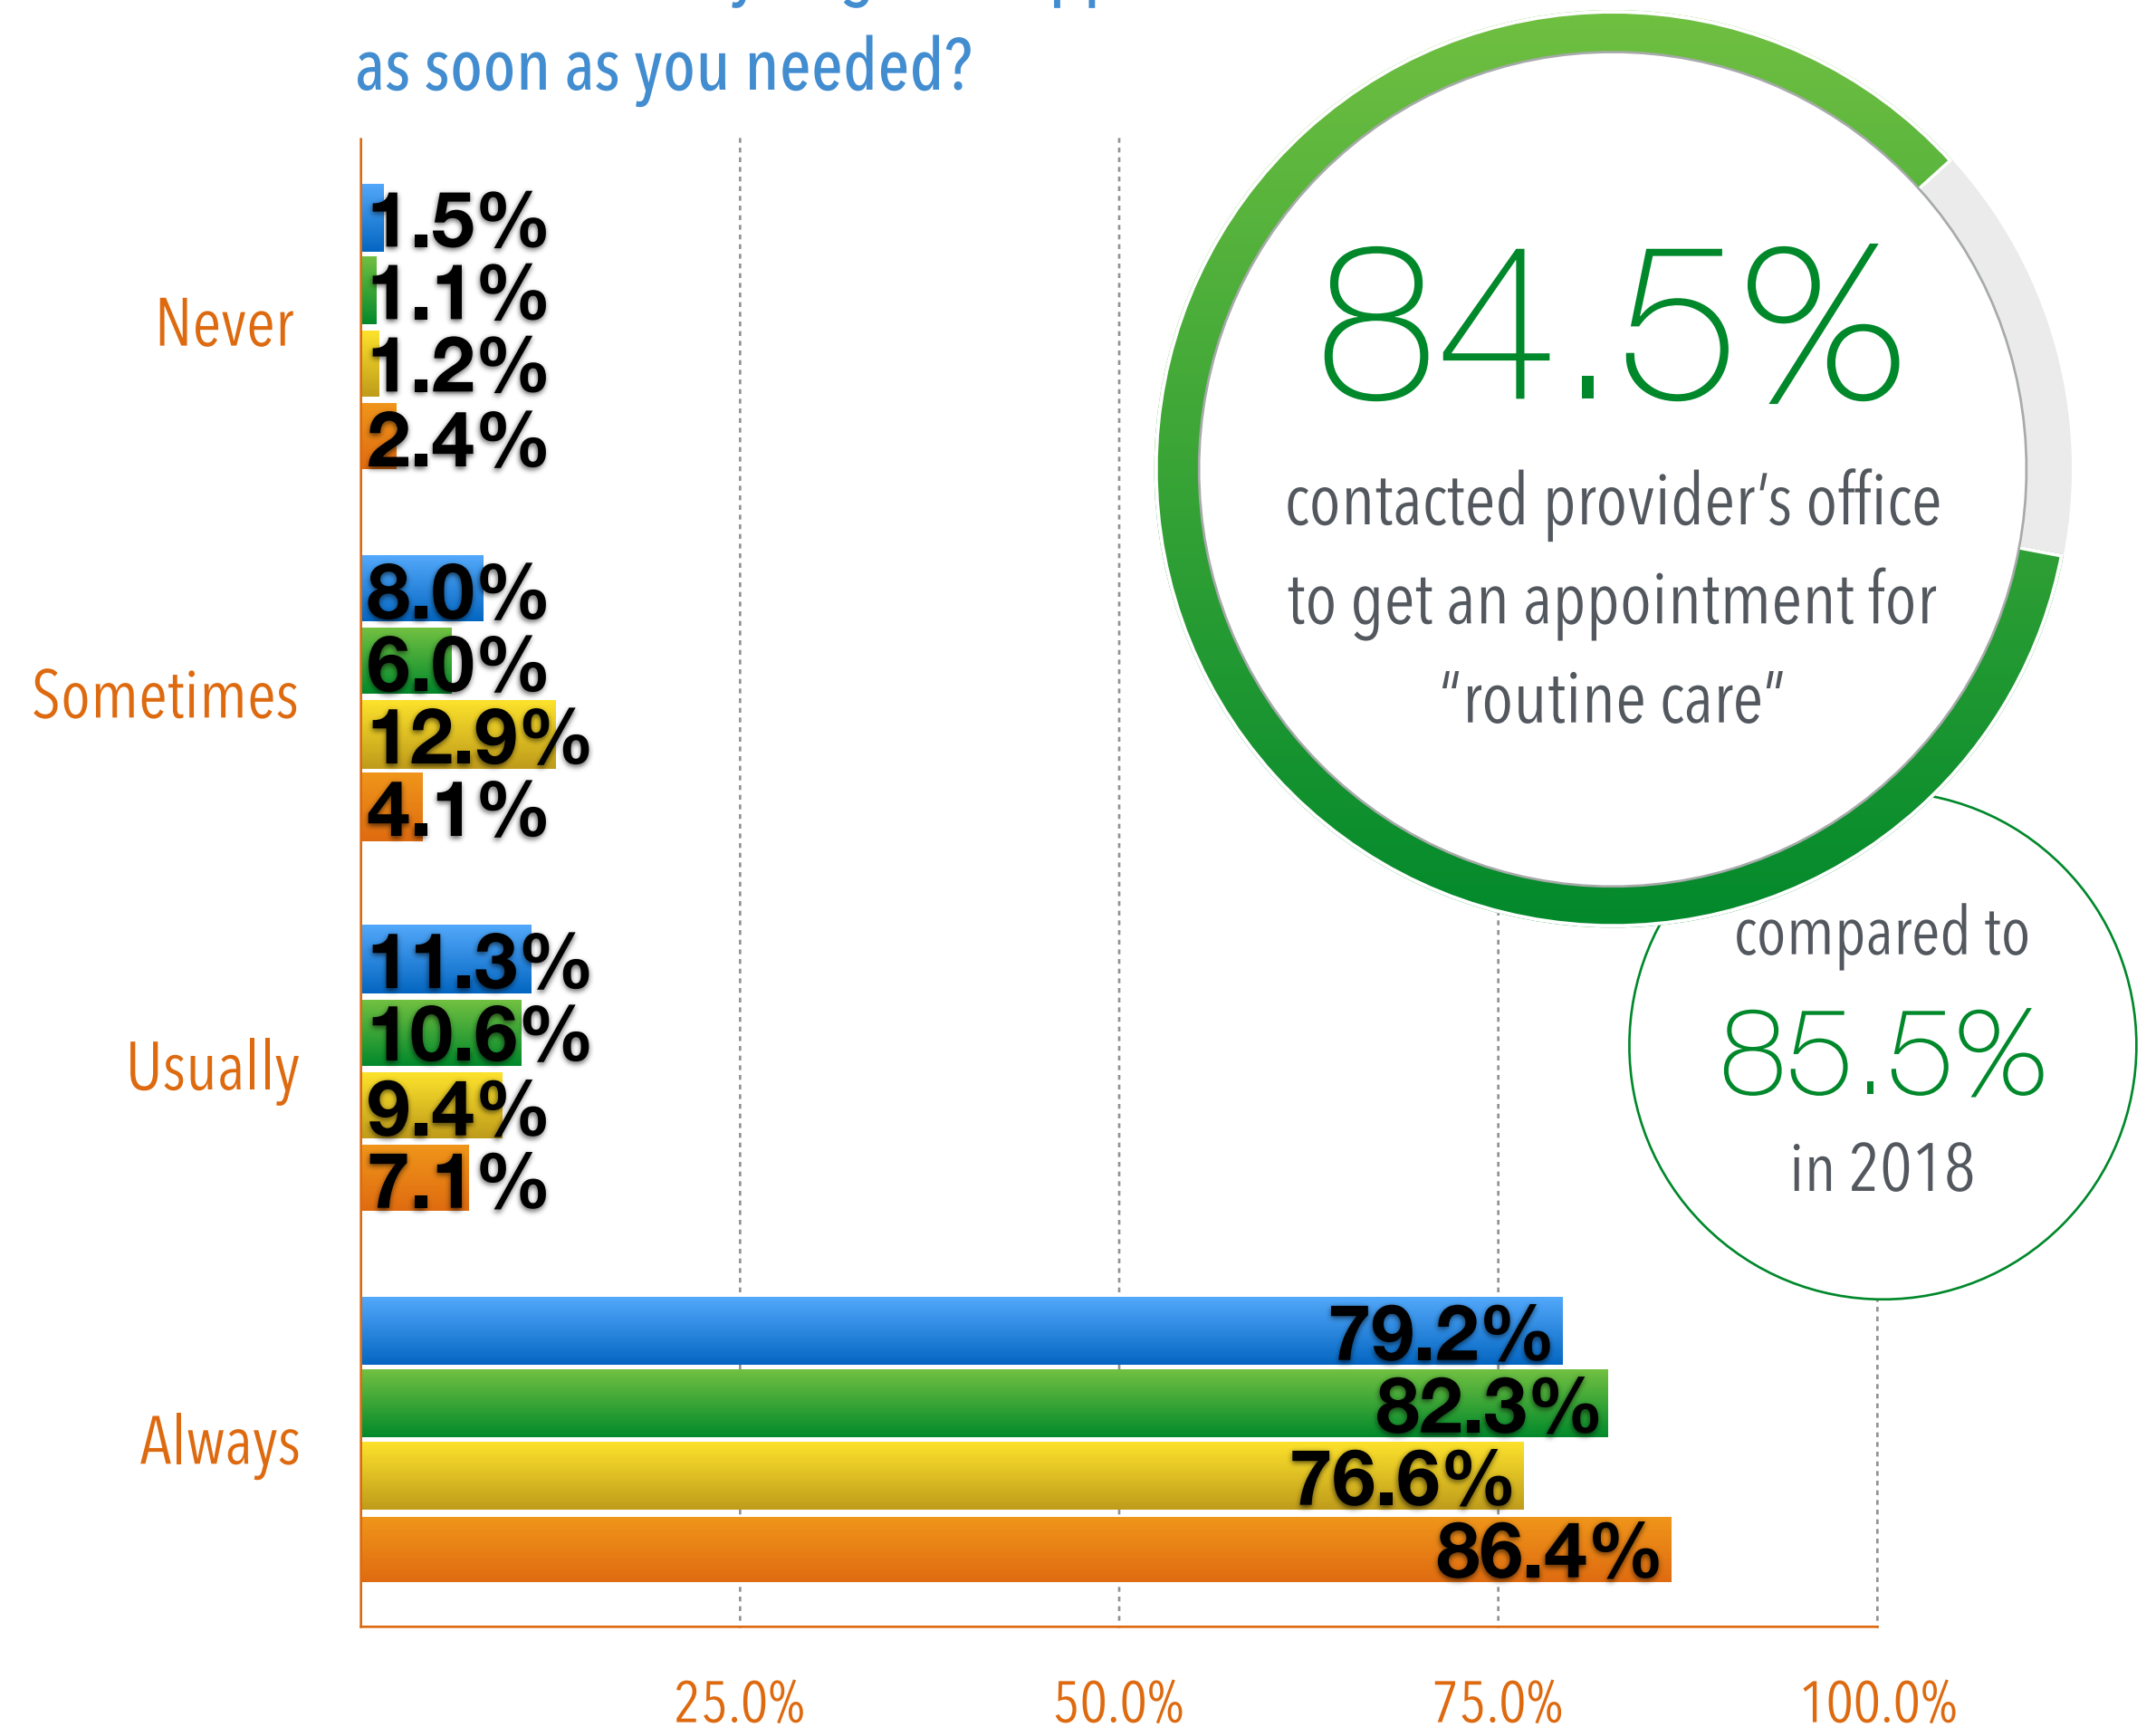 as soon as you needed?
Never
1.5%
1.1%
1.2%
2.4%
Sometimes
8.0%
6.0%
12.9%
4.1%
Usually
11.3%
10.6%
9.4%
7.1%
Always
79.2%
82.3%
76.6%
86.4%
25.0% 50.0% 75.0% 100.0%
84.5%
contacted provider‘s office
to get an appointment for
“routine care”
compared to
85.5%
in 2018